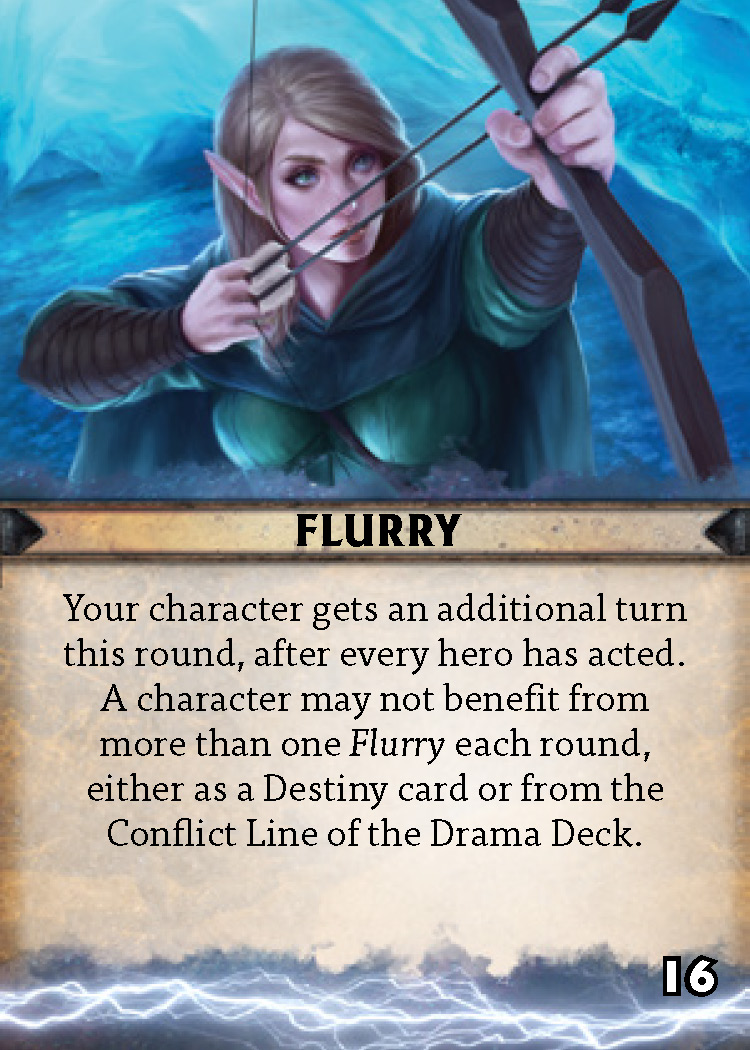 FLURRY
Your character gets an additional turn
this round, after every hero has acted.
A character may not benefit from
more than one Flurry each round,
either as a Destiny card or from the
Conflict Line of the Drama Deck.
16